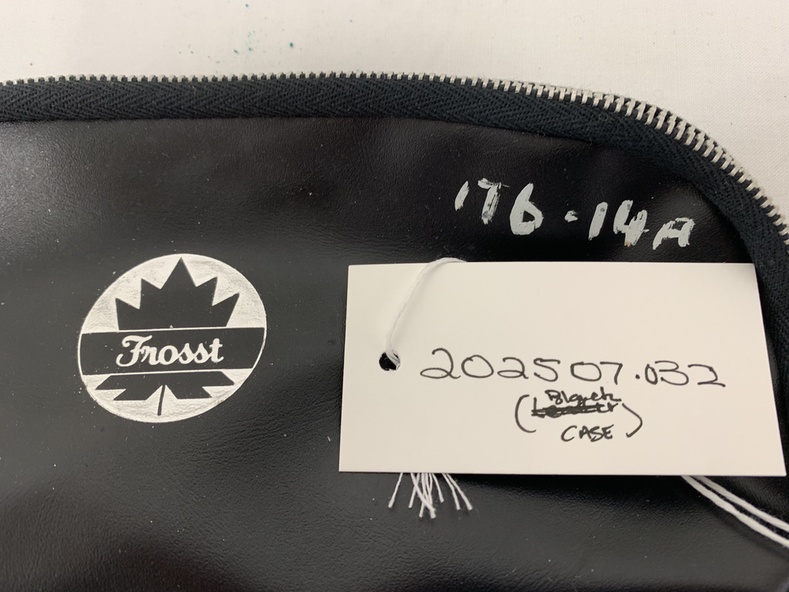 176-14A
Frosst
202507.032
(Black)
CASE